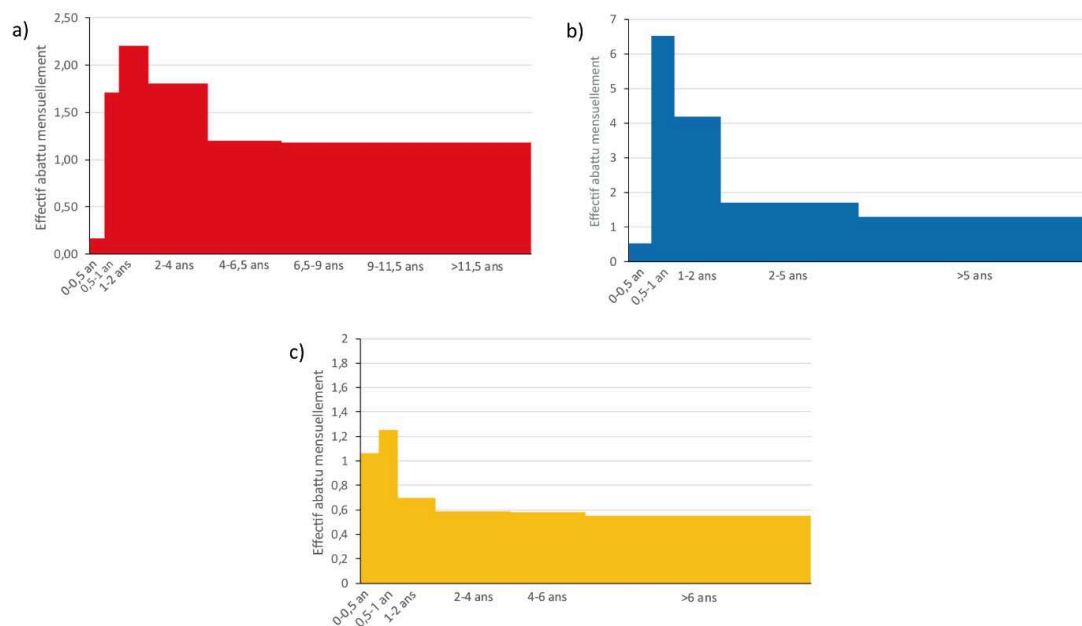 a)
Effectif abattu mensuellement
2,50
2,00
1,50
1,00
0,50
0,00
0-0,5 an
0,5-1 an
1-2 ans
2-4 ans
4-6,5 ans
6,5-9 ans
9-11,5 ans
>11,5 ans
b)
Effectif abattu mensuellement
7
6
5
4
3
2
1
0
0-0,5 an
0,5-1 an
1-2 ans
2-5 ans
>5 ans
c)
Effectif abattu mensuellement
2
1,8
1,6
1,4
1,2
1
0,8
0,6
0,4
0,2
0
0-0,5 an
0,5-1 an
1-2 ans
2-4 ans
4-6 ans
>6 ans